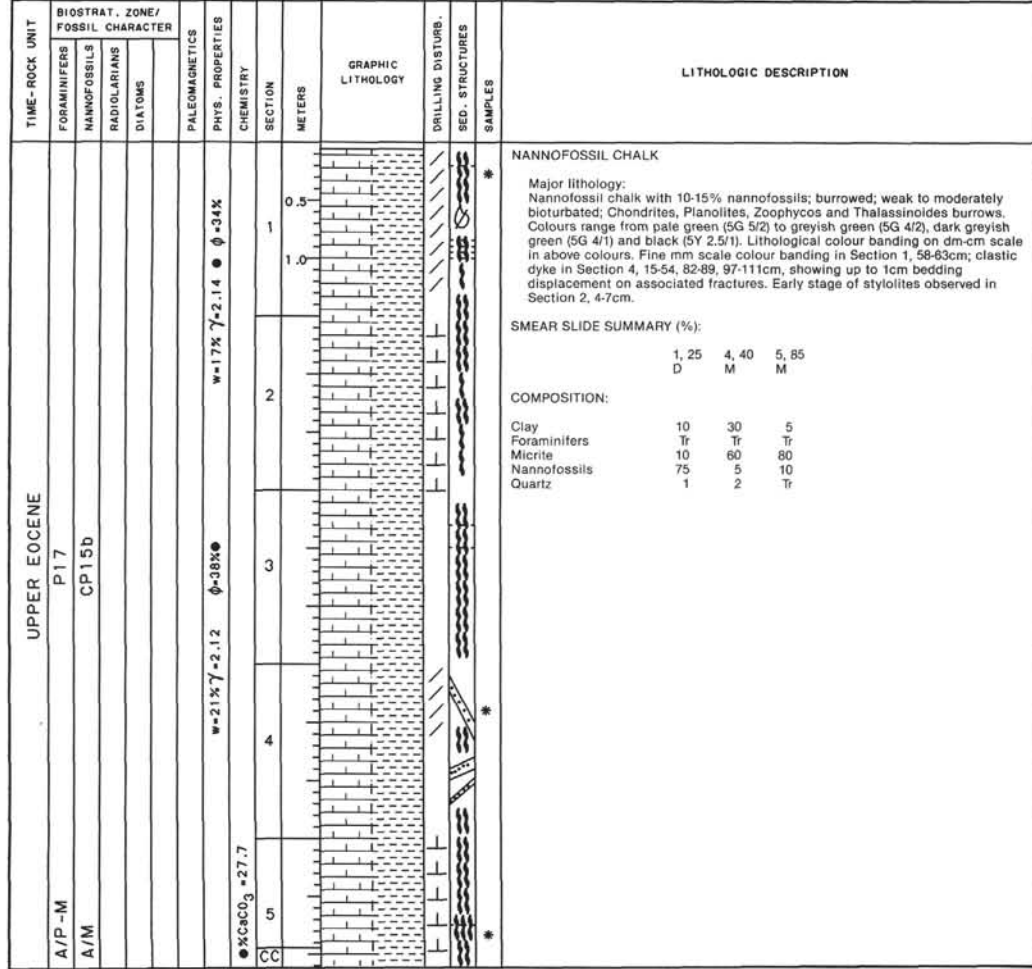 TIME-ROCK UNIT
BIOSTRAT. ZONE/
FOSSIL CHARACTER
FORAMINIFERS
NANNOFOSSILS
RADIOLARIANS
DIATOMS
PALEOMAGNETICS
PHYS. PROPERTIES
CHEMISTRY
SECTION
METERS
GRAPHIC
LITHOLOGY
DRILLING DISTURB.
SED. STRUCTURES
SAMPLES
LITHOLOGIC DESCRIPTION
UPPER EOCENE
P17
A/P-M
CP15b
A/M
w=17% γ=2.14 ● ϕ=34%
w=21% γ=2.12 ϕ=38%●
●%CaCO3 =27.7
1
2
3
4
5
CC
0.5
1.0
*
*
*
NANNOFOSSIL CHALK
Major lithology:
Nannofossil chalk with 10-15% nannofossils; burrowed; weak to moderately
bioturbated; Chondrites, Planolites, Zoophycos and Thalassinoides burrows.
Colours range from pale green (5G 5/2) to greyish green (5G 4/2), dark greyish
green (5G 4/1) and black (5Y 2.5/1). Lithological colour banding on dm-cm scale
in above colours. Fine mm scale colour banding in Section 1, 58-63cm; clastic
dyke in Section 4, 15-54, 82-89, 97-111cm, showing up to 1cm bedding
displacement on associated fractures. Early stage of stylolites observed in
Section 2, 4-7cm.
SMEAR SLIDE SUMMARY (%):
1, 25 4, 40 5, 85
D M M
COMPOSITION:
Clay 10 30 5
Foraminifers Tr Tr Tr
Micrite 10 60 80
Nannofossils 75 5 10
Quartz 1 2 Tr